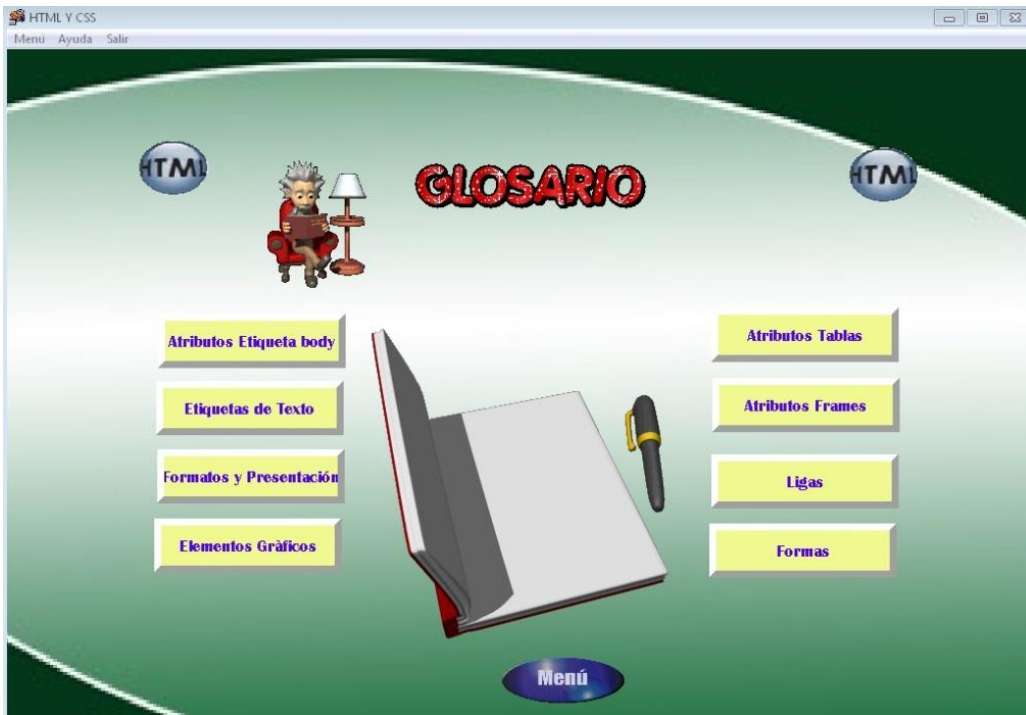 HTML Y CSS
Menú Ayuda Salir
HTML
GLOSARIO
HTML
Atributos Etiqueta body
Etiquetas de Texto
Formatos y Presentación
Elementos Gràficos
Atributos Tablas
Atributos Frames
Ligas
Formas
Menú